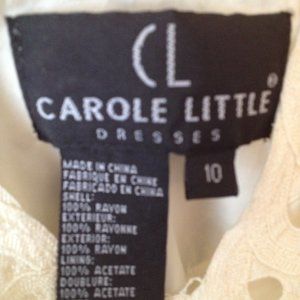 CL
®
CAROLE LITTLE
DRESSES
10
MADE IN CHINA
FABRIQUE EN CHINE
FABRICADO EN CHINA
SHELL:
100% RAYON
EXTERIEUR:
100% RAYONNE
EXTERIOR:
100% RAYON
LINING:
100% ACETATE
DOUBLURE:
100% ACETATE